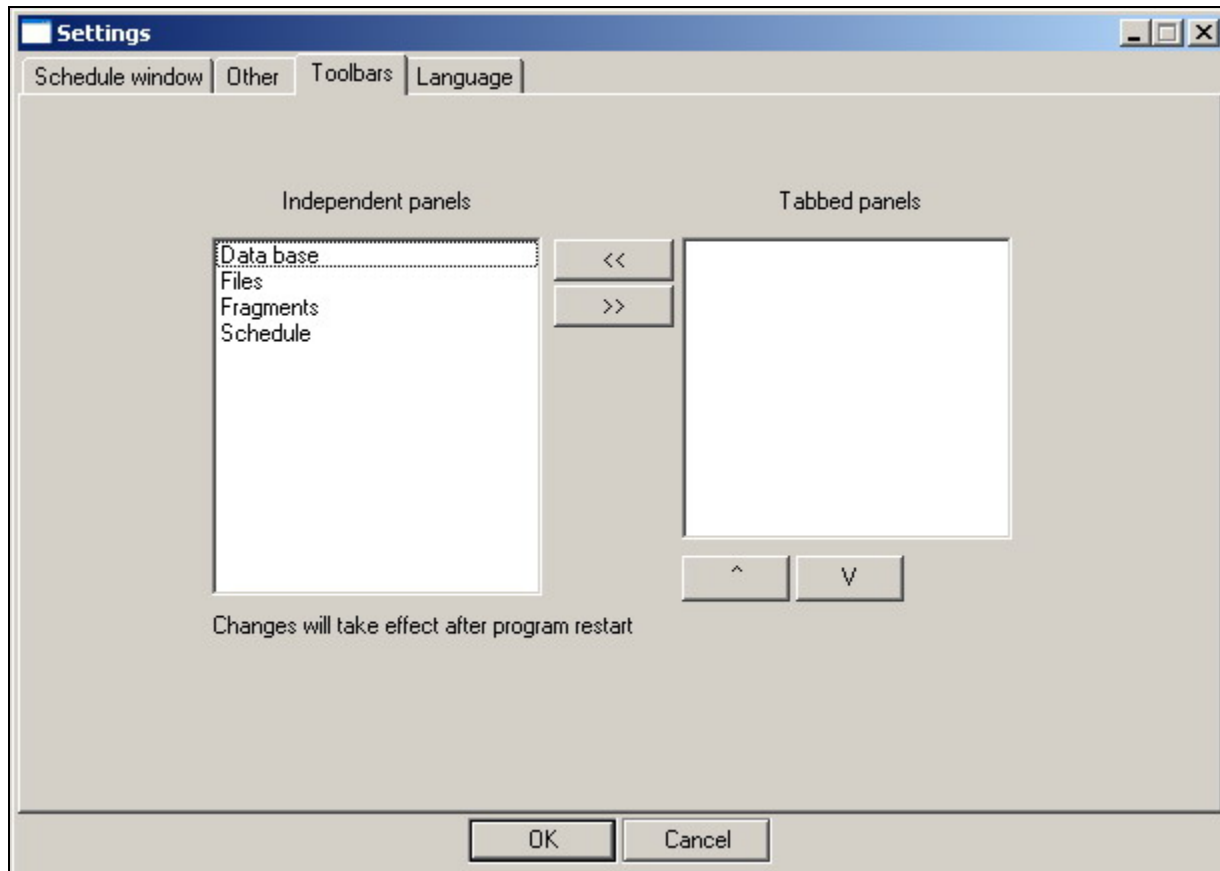 Settings
Schedule window Other Toolbars Language
Independent panels Tabbed panels
Data base
Files
Fragments
Schedule
<<
>>
^ V
Changes will take effect after program restart
OK Cancel